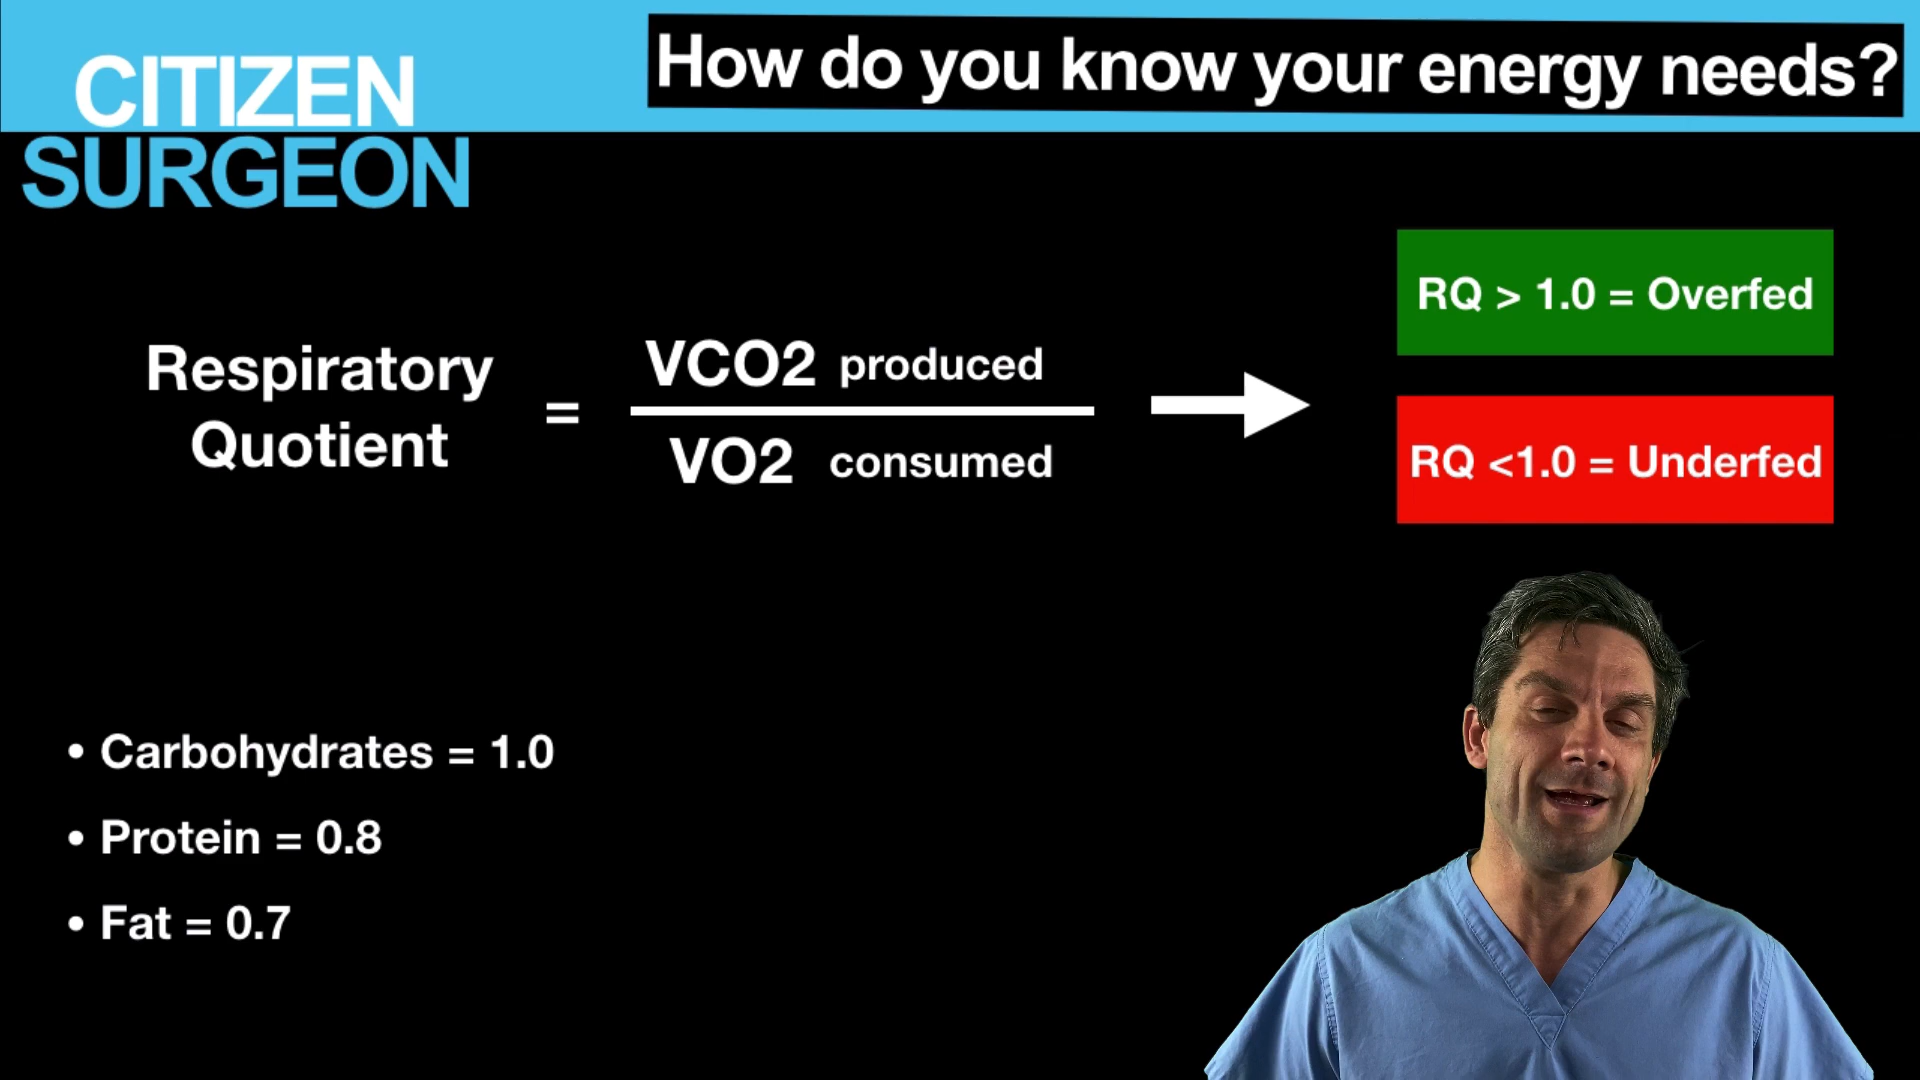 CITIZEN
SURGEON
How do you know your energy needs?
Respiratory
Quotient
=
VCO2 produced
VO2 consumed
RQ > 1.0 = Overfed
RQ <1.0 = Underfed
• Carbohydrates = 1.0
• Protein = 0.8
• Fat = 0.7